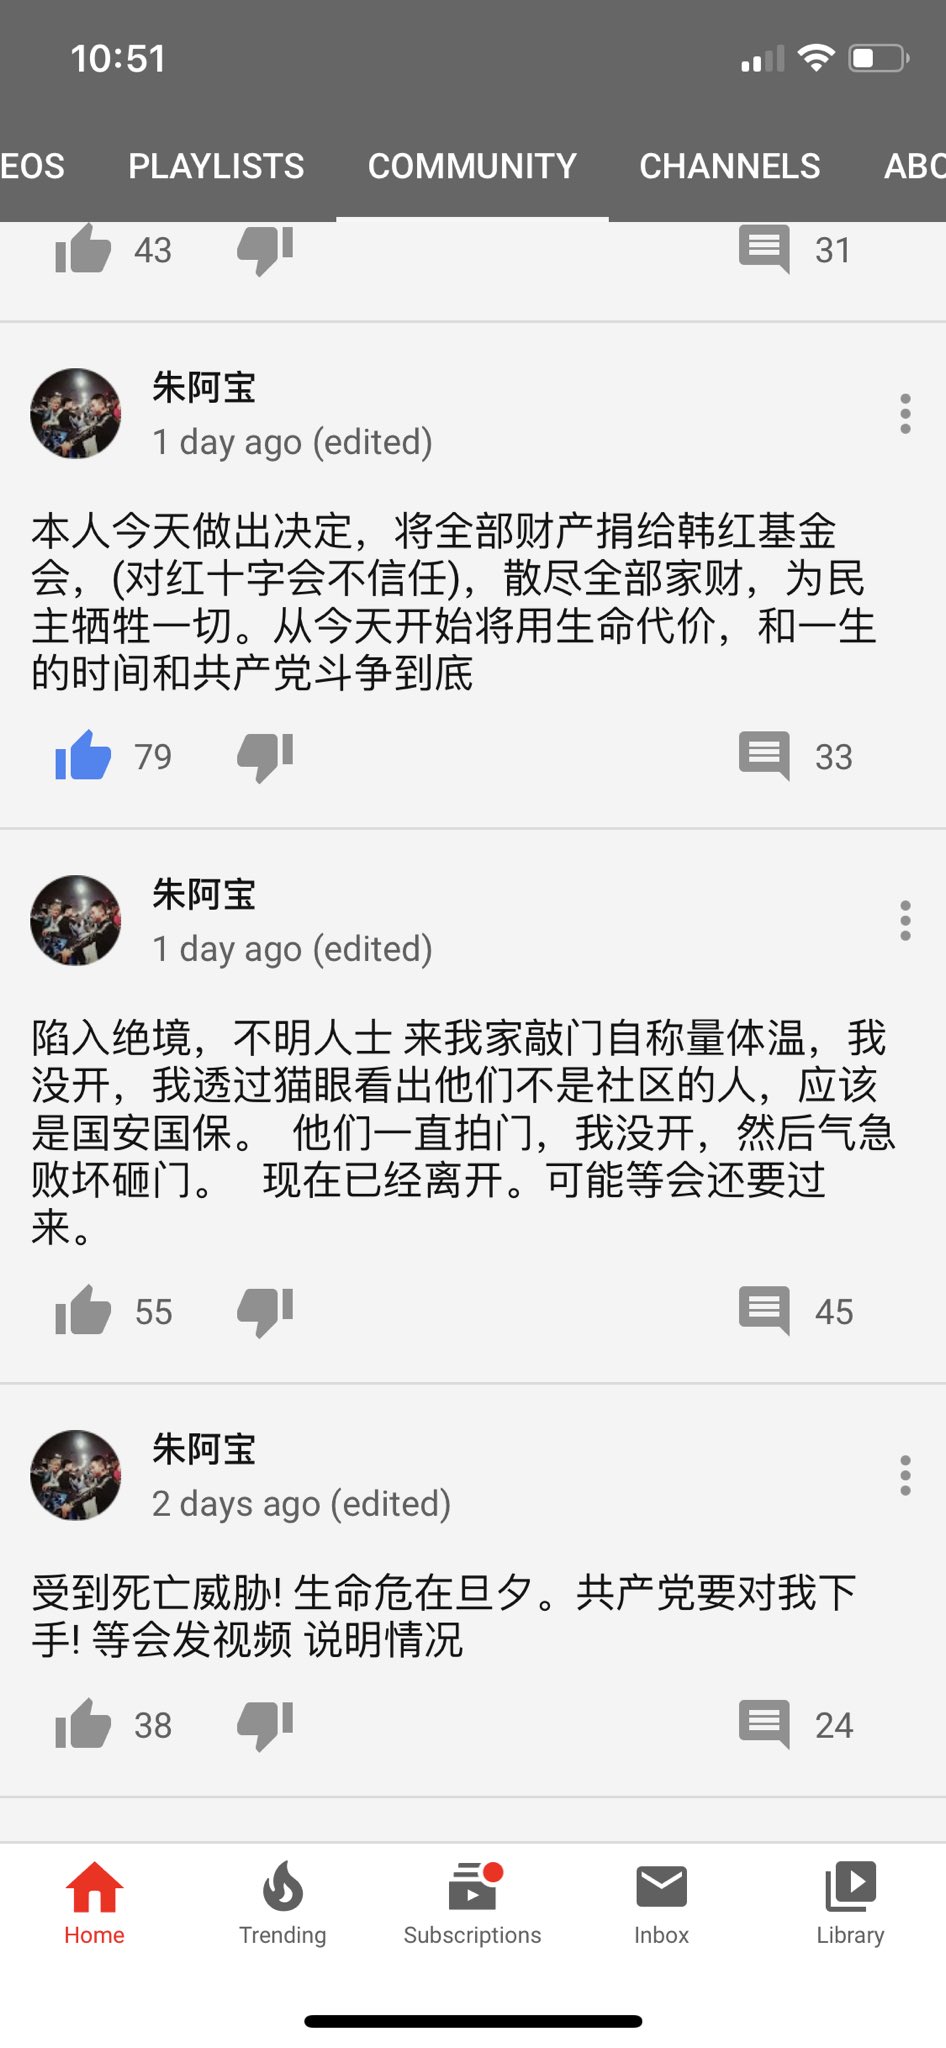 10:51
EOS PLAYLISTS COMMUNITY CHANNELS ABO
43 31
朱阿宝
1 day ago (edited)
本人今天做出决定，将全部财产捐给韩红基金
会，(对红十字会不信任)，散尽全部家财，为民
主牺牲一切。从今天开始将用生命代价，和一生
的时间和共产党斗争到底
79 33
朱阿宝
1 day ago (edited)
陷入绝境，不明人士 来我家敲门自称量体温，我
没开，我透过猫眼看出他们不是社区的人，应该
是国安国保。 他们一直拍门，我没开，然后气急
败坏砸门。 现在已经离开。可能等会还要过
来。
55 45
朱阿宝
2 days ago (edited)
受到死亡威胁! 生命危在旦夕。共产党要对我下
手! 等会发视频 说明情况
38 24
Home Trending Subscriptions Inbox Library